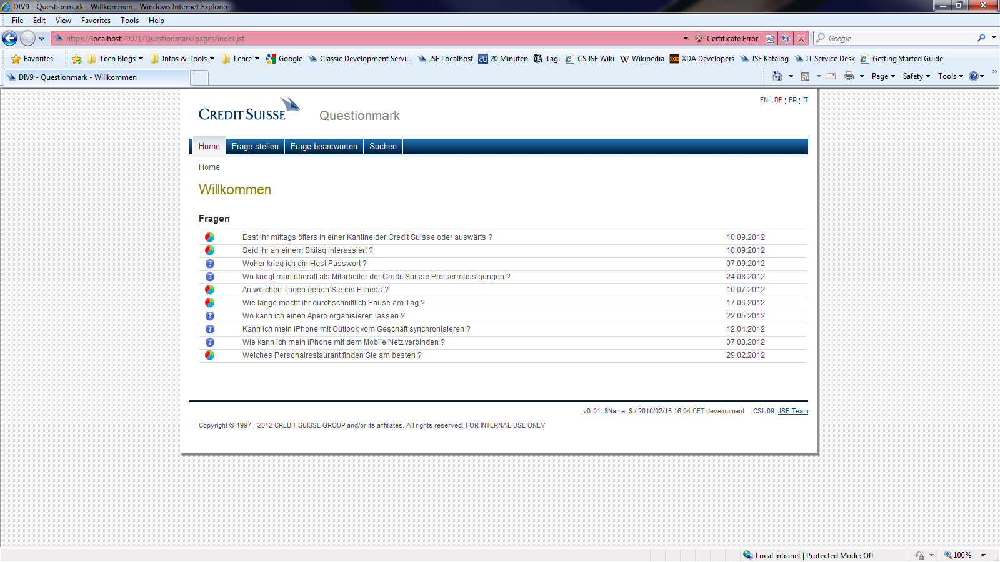 DIV9 - Questionmark - Willkommen - Windows Internet Explorer
File Edit View Favorites Tools Help
https://localhost:29071/Questionmark/pages/index.jsf Certificate Error Google
Favorites Tech Blogs Infos & Tools Lehre Google Classic Development Servi... JSF Localhost 20 Minuten Tagi CS JSF Wiki Wikipedia XDA Developers JSF Katalog IT Service Desk Getting Started Guide
DIV9 - Questionmark - Willkommen Page Safety Tools
EN DE FR IT
CREDIT SUISSE Questionmark
Home Frage stellen Frage beantworten Suchen
Home
Willkommen
Fragen
Esst Ihr mittags öfters in einer Kantine der Credit Suisse oder auswärts ? 10.09.2012
Seid Ihr an einem Skitag interessiert ? 10.09.2012
Woher krieg ich ein Host Passwort ? 07.09.2012
Wo kriegt man überall als Mitarbeiter der Credit Suisse Preisermässigungen ? 24.08.2012
An welchen Tagen gehen Sie ins Fitness ? 10.07.2012
Wie lange macht ihr durchschnittlich Pause am Tag ? 17.06.2012
Wo kann ich einen Apero organisieren lassen ? 22.05.2012
Kann ich mein iPhone mit Outlook vom Geschäft synchronisieren ? 12.04.2012
Wie kann ich mein iPhone mit dem Mobile Netz verbinden ? 07.03.2012
Welches Personalrestaurant finden Sie am besten ? 29.02.2012
v0-01: $Name: $ / 2010/02/15 16:04 CET development CSIL09: JSF-Team
Copyright © 1997 - 2012 CREDIT SUISSE GROUP and/or its affiliates. All rights reserved. FOR INTERNAL USE ONLY
Local intranet | Protected Mode: Off 100%